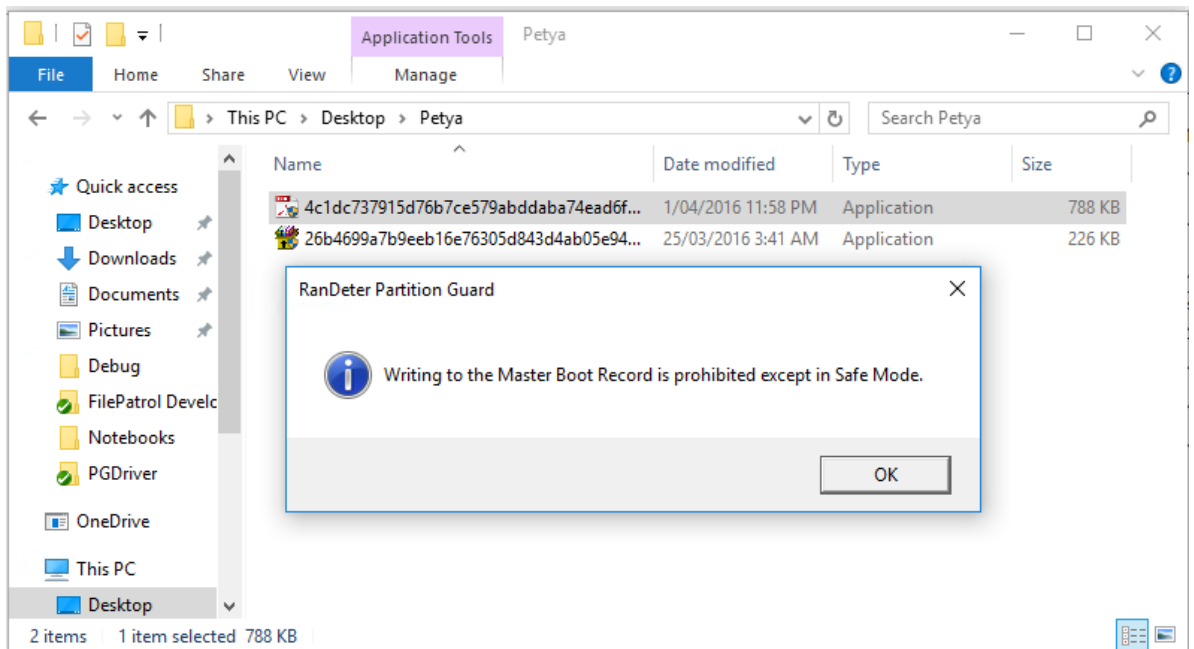 Application Tools Petya
File Home Share View Manage
This PC > Desktop > Petya Search Petya
Name Date modified Type Size
4c1dc737915d76b7ce579abddaba74ead6f... 1/04/2016 11:58 PM Application 788 KB
26b4699a7b9eeb16e76305d843d4ab05e94... 25/03/2016 3:41 AM Application 226 KB
Quick access
Desktop
Downloads
Documents
Pictures
Debug
FilePatrol Develc
Notebooks
PGDriver
OneDrive
This PC
Desktop
RanDeter Partition Guard
Writing to the Master Boot Record is prohibited except in Safe Mode.
OK
2 items 1 item selected 788 KB